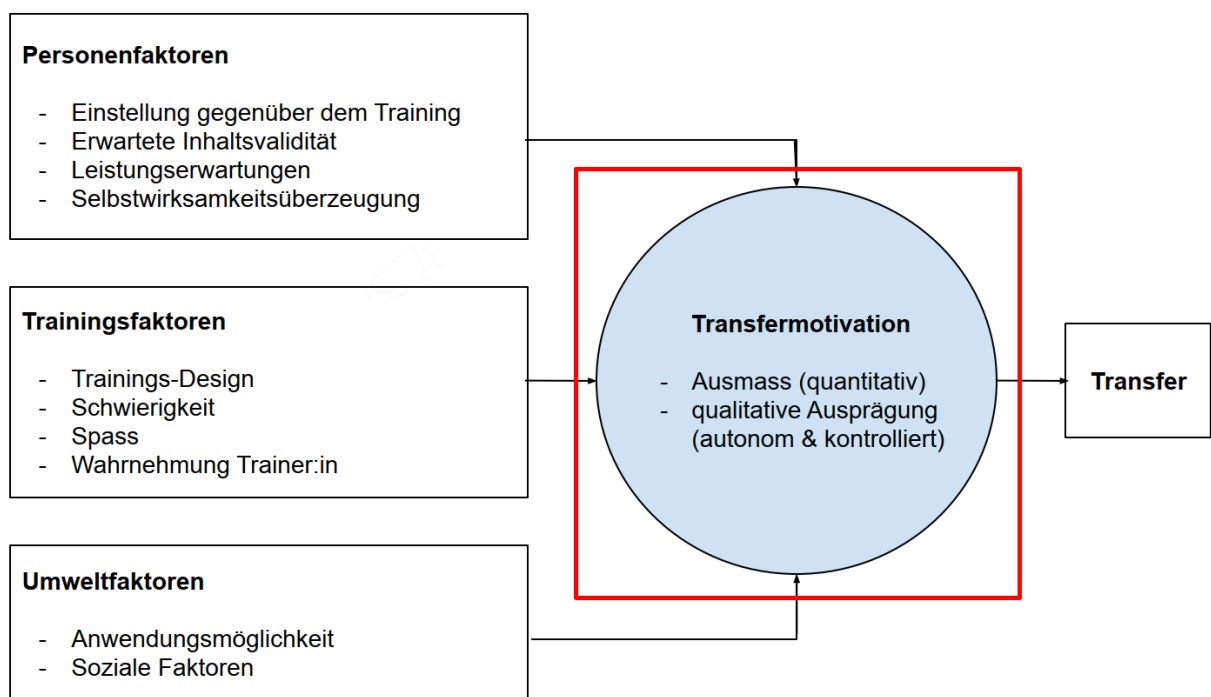 Personenfaktoren
- Einstellung gegenüber dem Training
- Erwartete Inhaltsvalidität
- Leistungserwartungen
- Selbstwirksamkeitsüberzeugung
Trainingsfaktoren
- Trainings-Design
- Schwierigkeit
- Spass
- Wahrnehmung Trainer:in
Umweltfaktoren
- Anwendungsmöglichkeit
- Soziale Faktoren
Transfermotivation
- Ausmass (quantitativ)
- qualitative Ausprägung
(autonom & kontrolliert)
Transfer